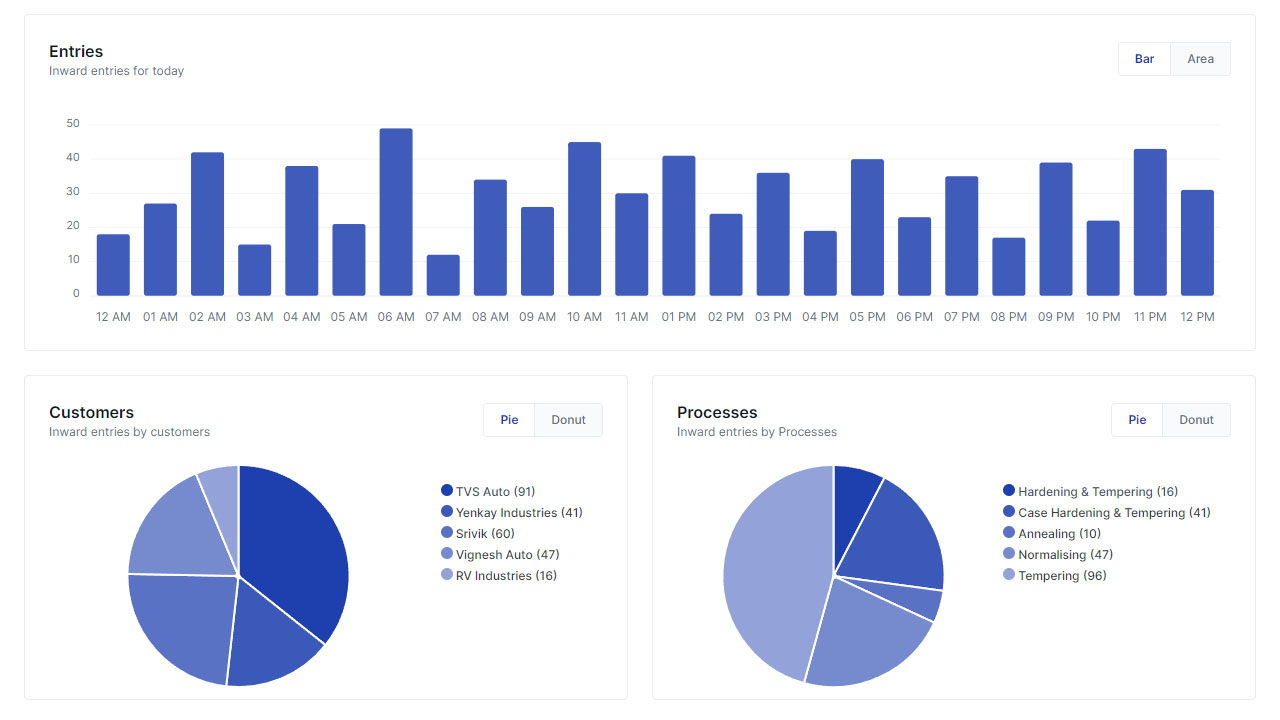 Entries
Inward entries for today
Bar Area
50
40
30
20
10
0
12 AM 01 AM 02 AM 03 AM 04 AM 05 AM 06 AM 07 AM 08 AM 09 AM 10 AM 11 AM 01 PM 02 PM 03 PM 04 PM 05 PM 06 PM 07 PM 08 PM 09 PM 10 PM 11 PM 12 PM
Customers
Inward entries by customers
Pie Donut
TVS Auto (91)
Yenkay Industries (41)
Srivik (60)
Vignesh Auto (47)
RV Industries (16)
Processes
Inward entries by Processes
Pie Donut
Hardening & Tempering (16)
Case Hardening & Tempering (41)
Annealing (10)
Normalising (47)
Tempering (96)